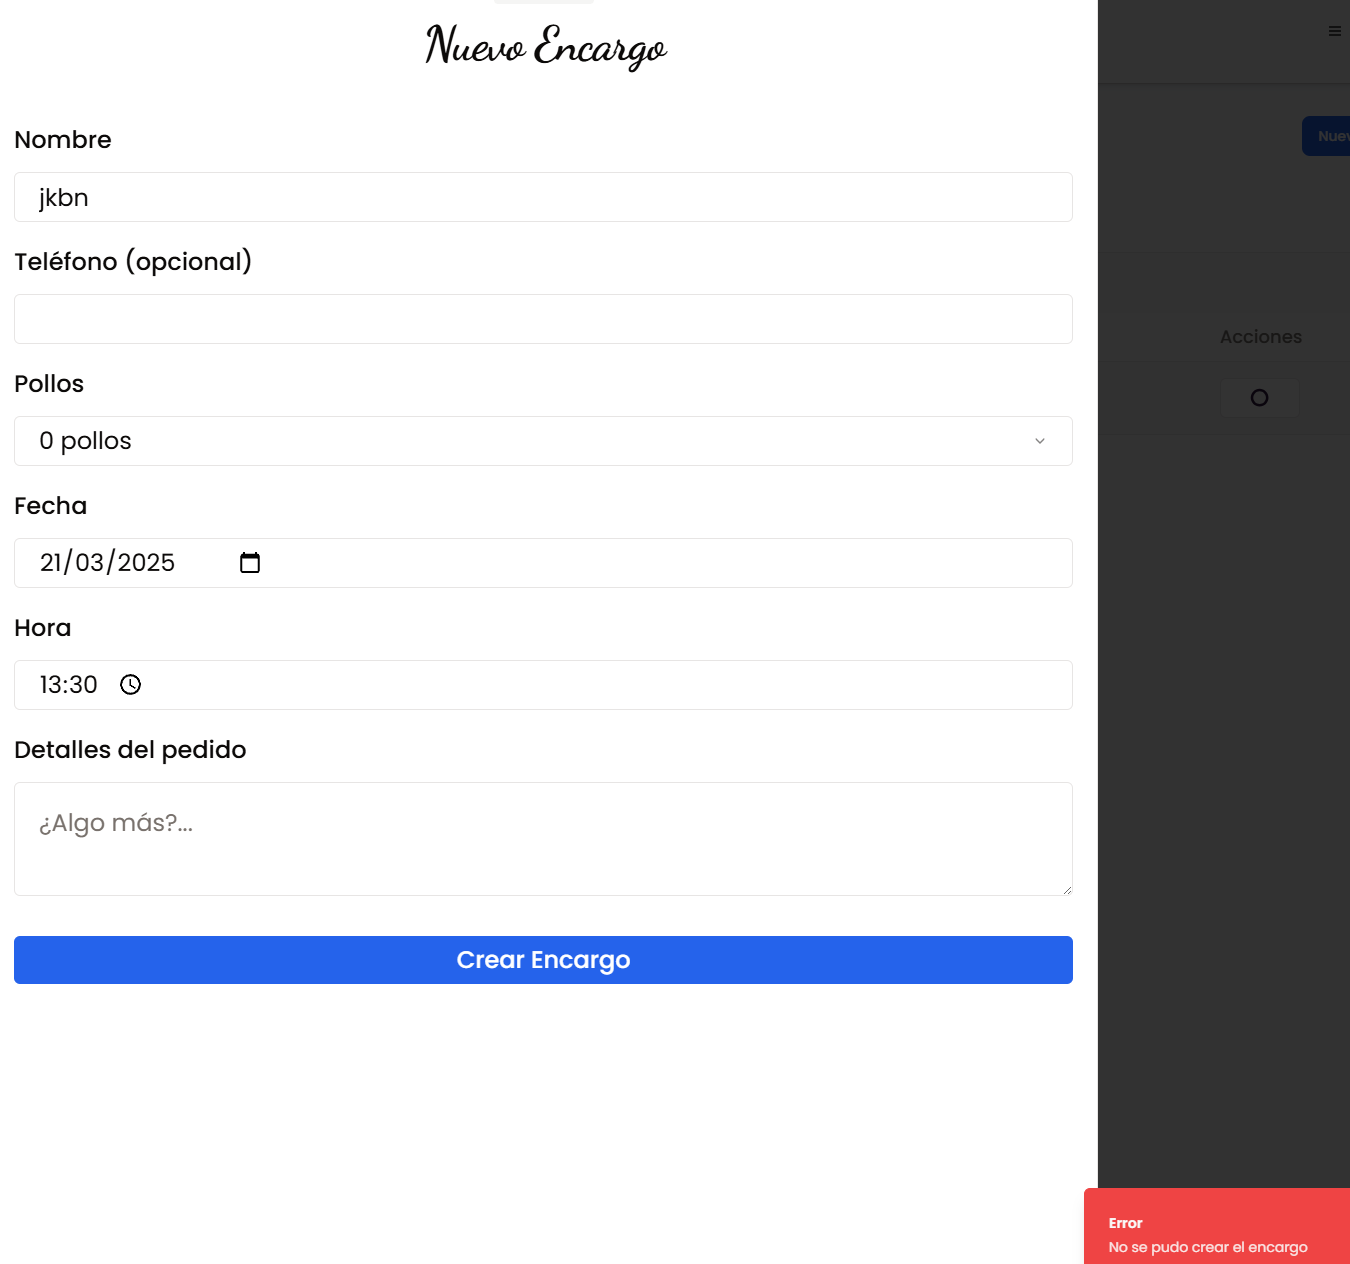 Nuevo Encargo
Nombre
jkbn
Teléfono (opcional)
Pollos
0 pollos
Fecha
21/03/2025
Hora
13:30
Detalles del pedido
¿Algo más?...
Crear Encargo
Acciones
Error
No se pudo crear el encargo